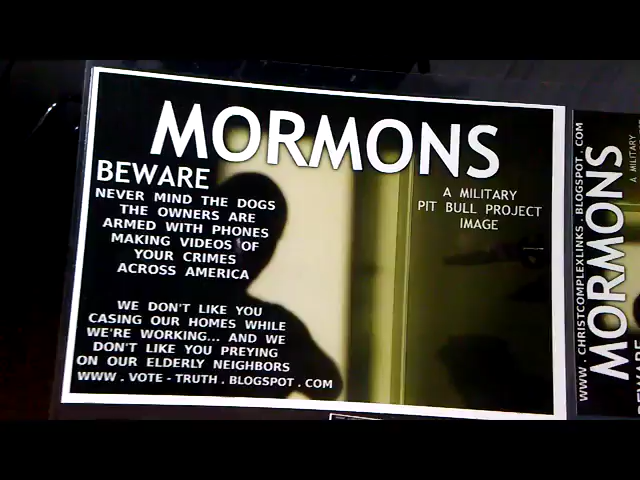 MORMONS
BEWARE
NEVER MIND THE DOGS
THE OWNERS ARE
ARMED WITH PHONES
MAKING VIDEOS OF
YOUR CRIMES
ACROSS AMERICA
WE DON'T LIKE YOU
CASING OUR HOMES WHILE
WE'RE WORKING... AND WE
DON'T LIKE YOU PREYING
ON OUR ELDERLY NEIGHBORS
WWW . VOTE - TRUTH . BLOGSPOT . COM
A MILITARY
PIT BULL PROJECT
IMAGE
WWW . CHRISTCOMPLEXLINKS . BLOGSPOT . COM
MORMONS
A MILITARY